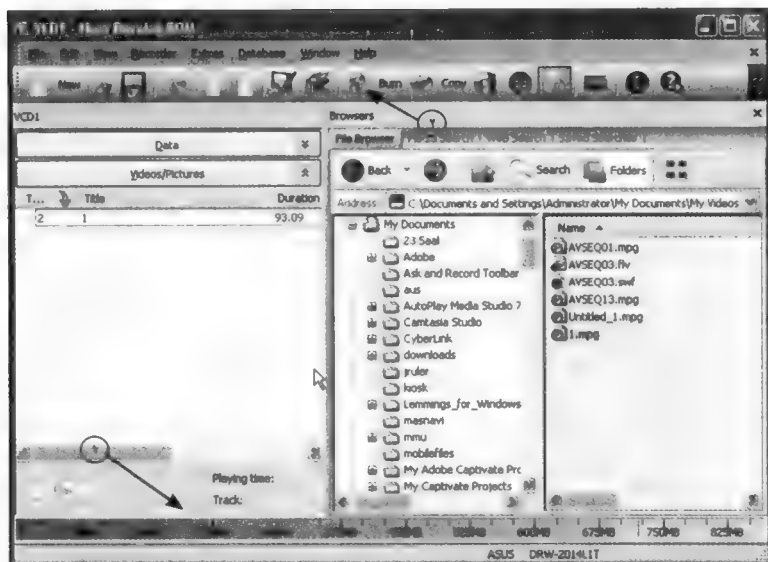 File Edit View Recorder Extras Database Window Help
New Burn Copy
VCD1
Browsers
Data
Videos/Pictures
T... Title Duration
2 1 93.09
Playing time:
Track:
File Browser
Back Search Folders
Address C:\Documents and Settings\Administrator\My Documents\My Videos
My Documents
23 Saal
Adobe
Ask and Record Toolbar
aus
AutoPlay Media Studio 7
Camtasia Studio
CyberLink
downloads
jruler
kiosk
Lemmings_for_Windows
masnavi
mmu
mobilefiles
My Adobe Captivate Prc
My Captivate Projects
Name
AVSEQ01.mpg
AVSEQ03.flv
AVSEQ03.swf
AVSEQ13.mpg
Untitled_1.mpg
1.mpg
600MB 675MB 750MB 825MB
ASUS DRW-2014L1T